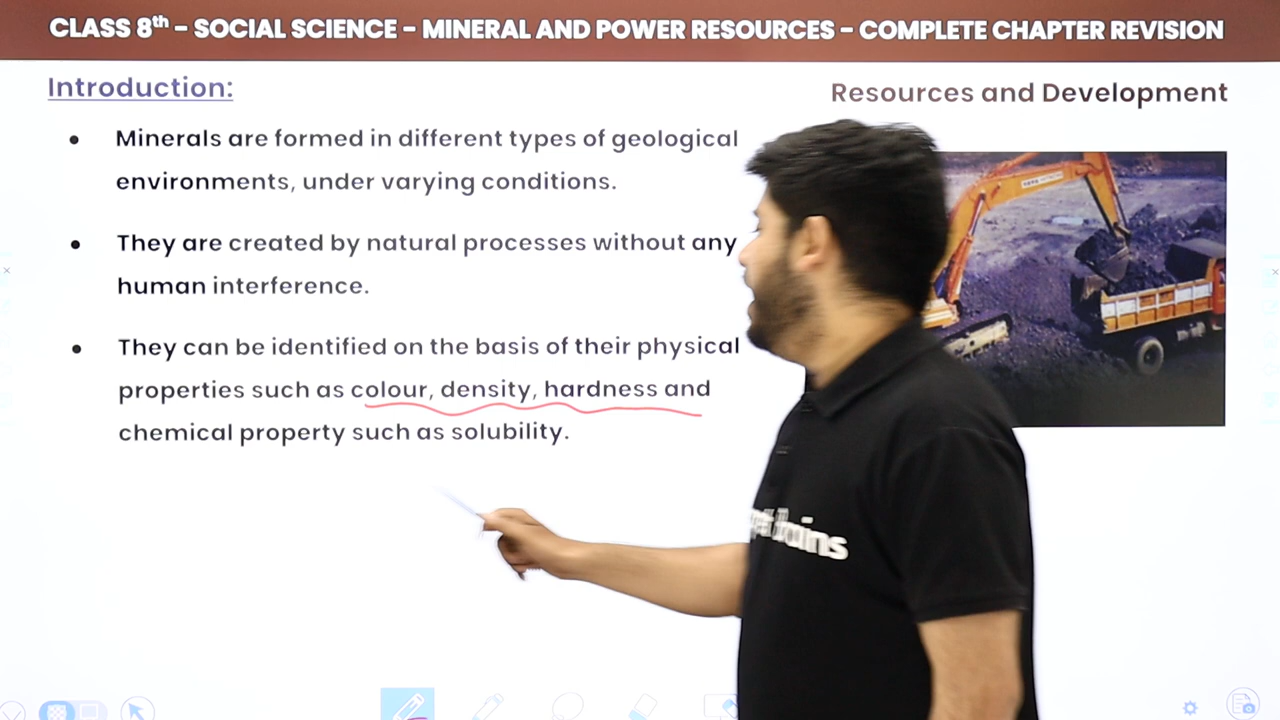 CLASS 8th – SOCIAL SCIENCE – MINERAL AND POWER RESOURCES – COMPLETE CHAPTER REVISION
Introduction:
Resources and Development
• Minerals are formed in different types of geological
environments, under varying conditions.
• They are created by natural processes without any
human interference.
• They can be identified on the basis of their physical
properties such as colour, density, hardness and
chemical property such as solubility.